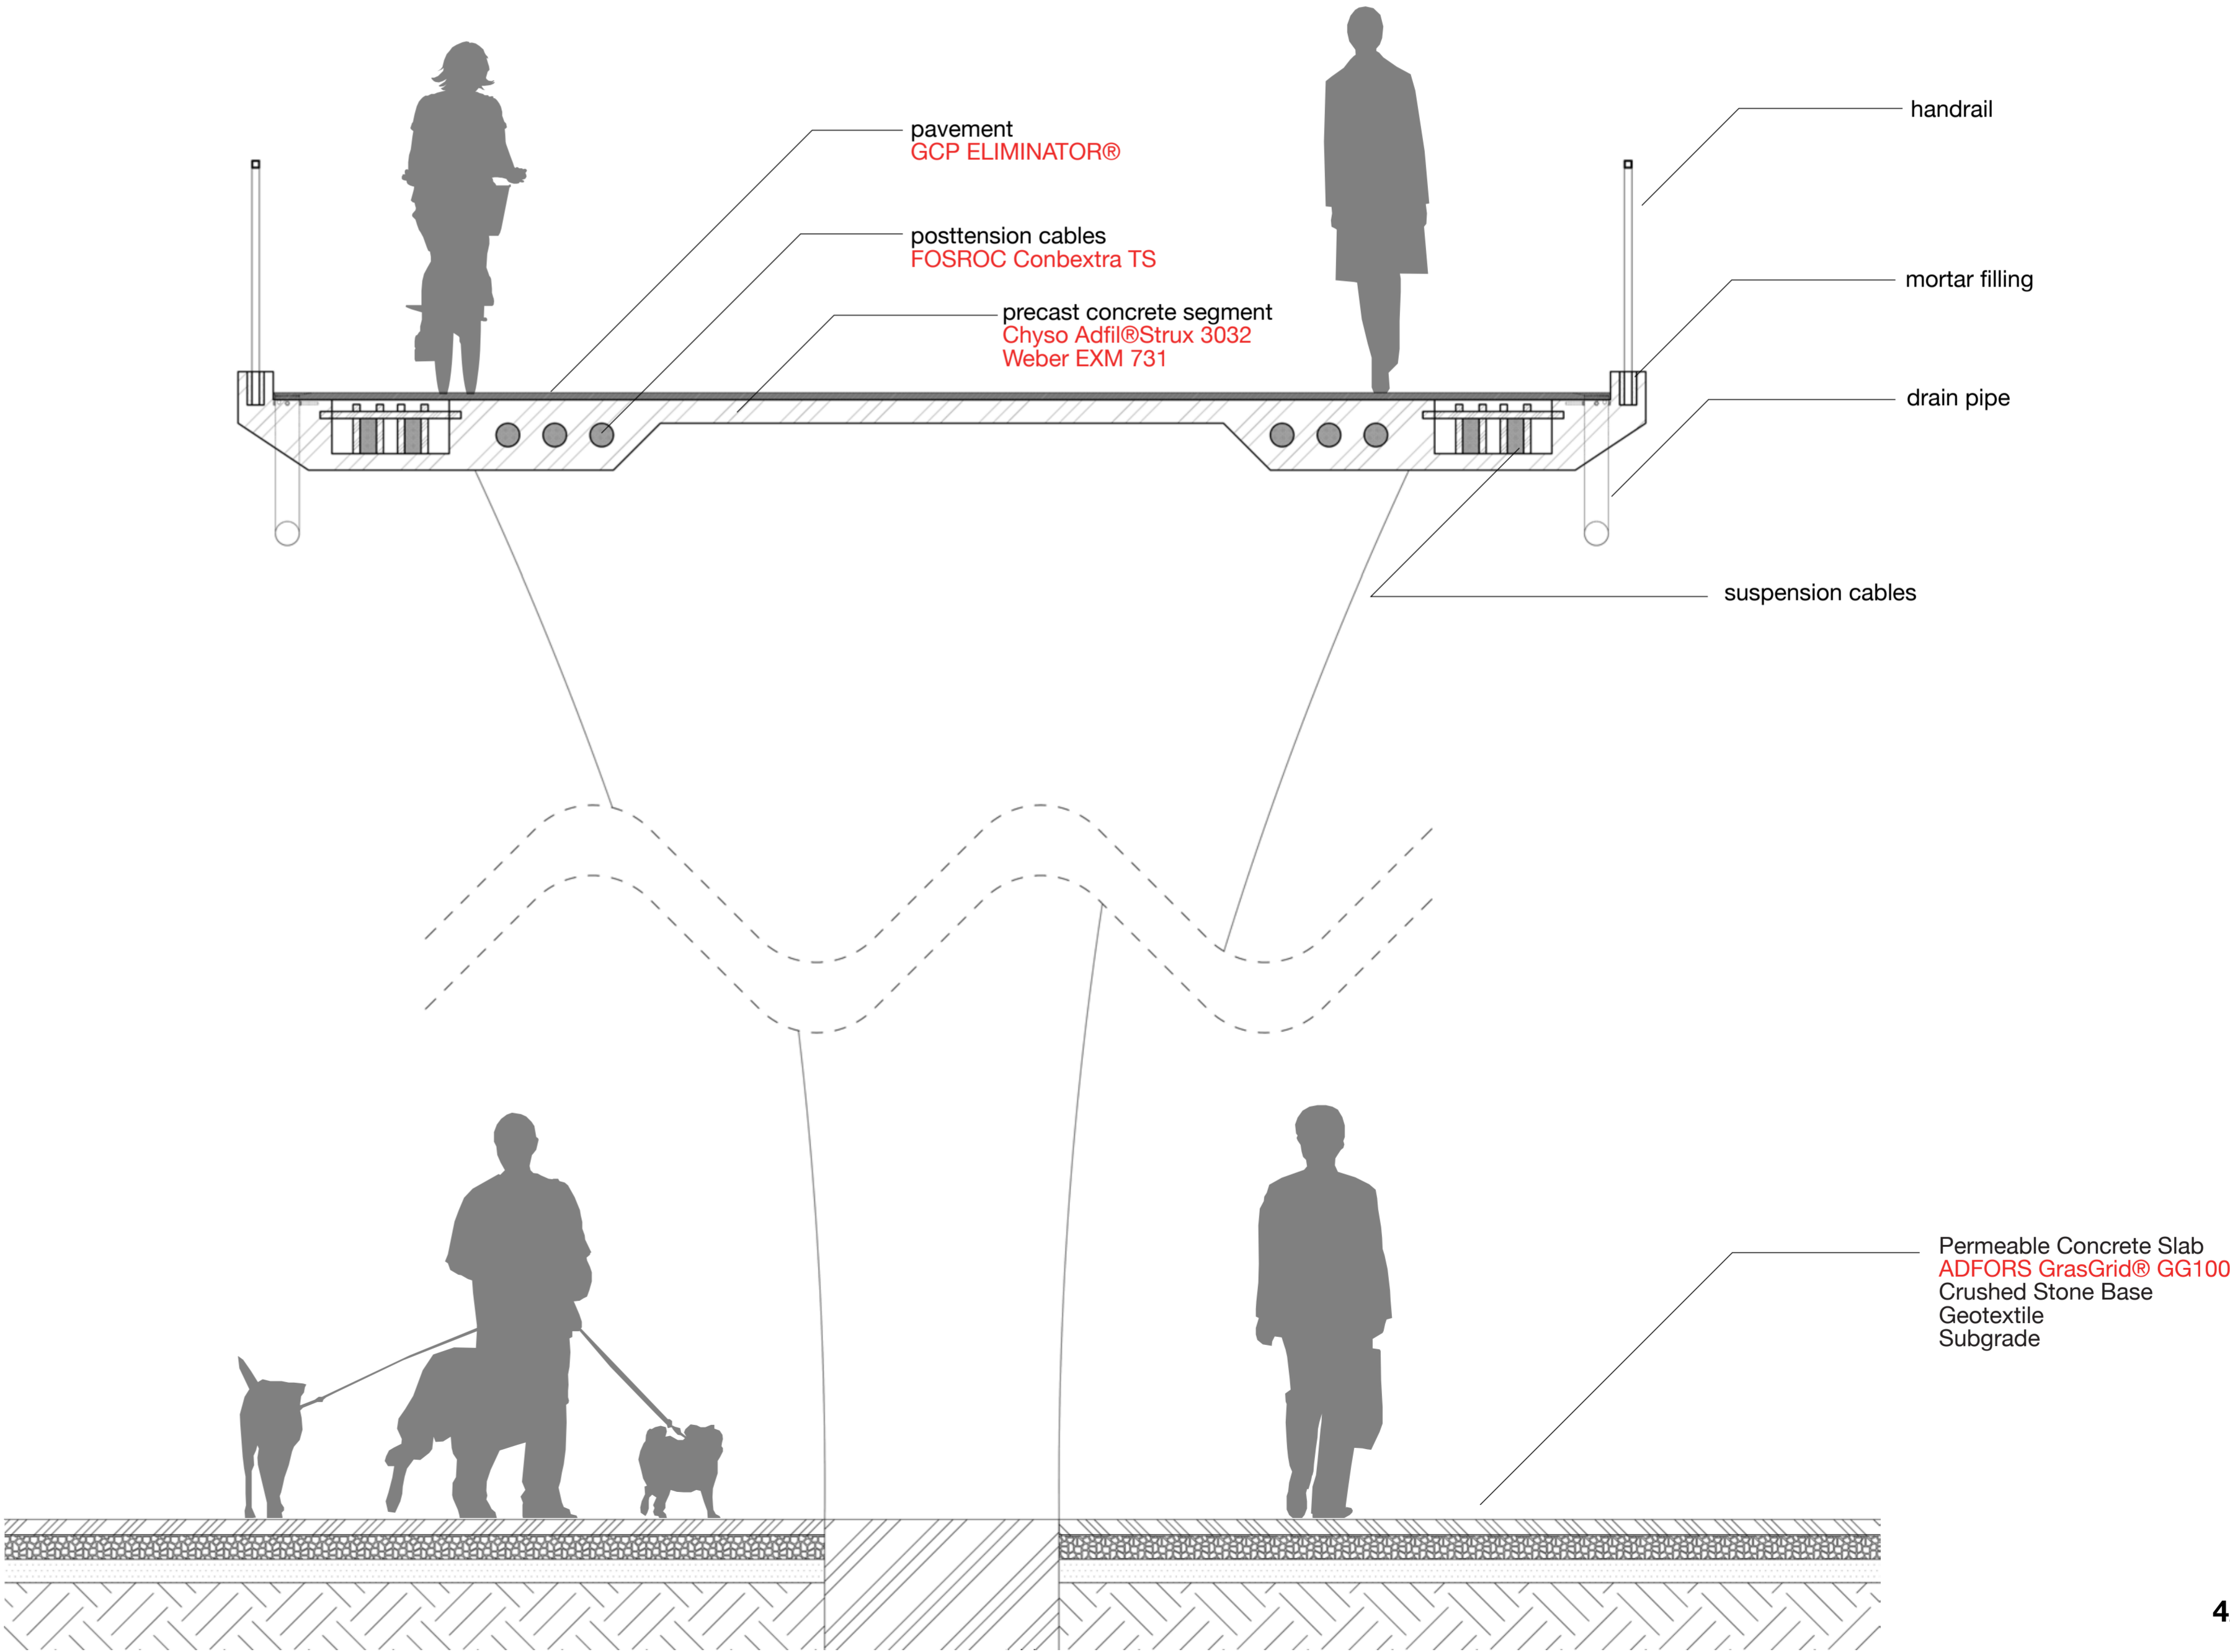 pavement
GCP ELIMINATOR®
posttension cables
FOSROC Conbextra TS
precast concrete segment
Chyso Adfil®Strux 3032
Weber EXM 731
handrail
mortar filling
drain pipe
suspension cables
Permeable Concrete Slab
ADFORS GrasGrid® GG100
Crushed Stone Base
Geotextile
Subgrade
4